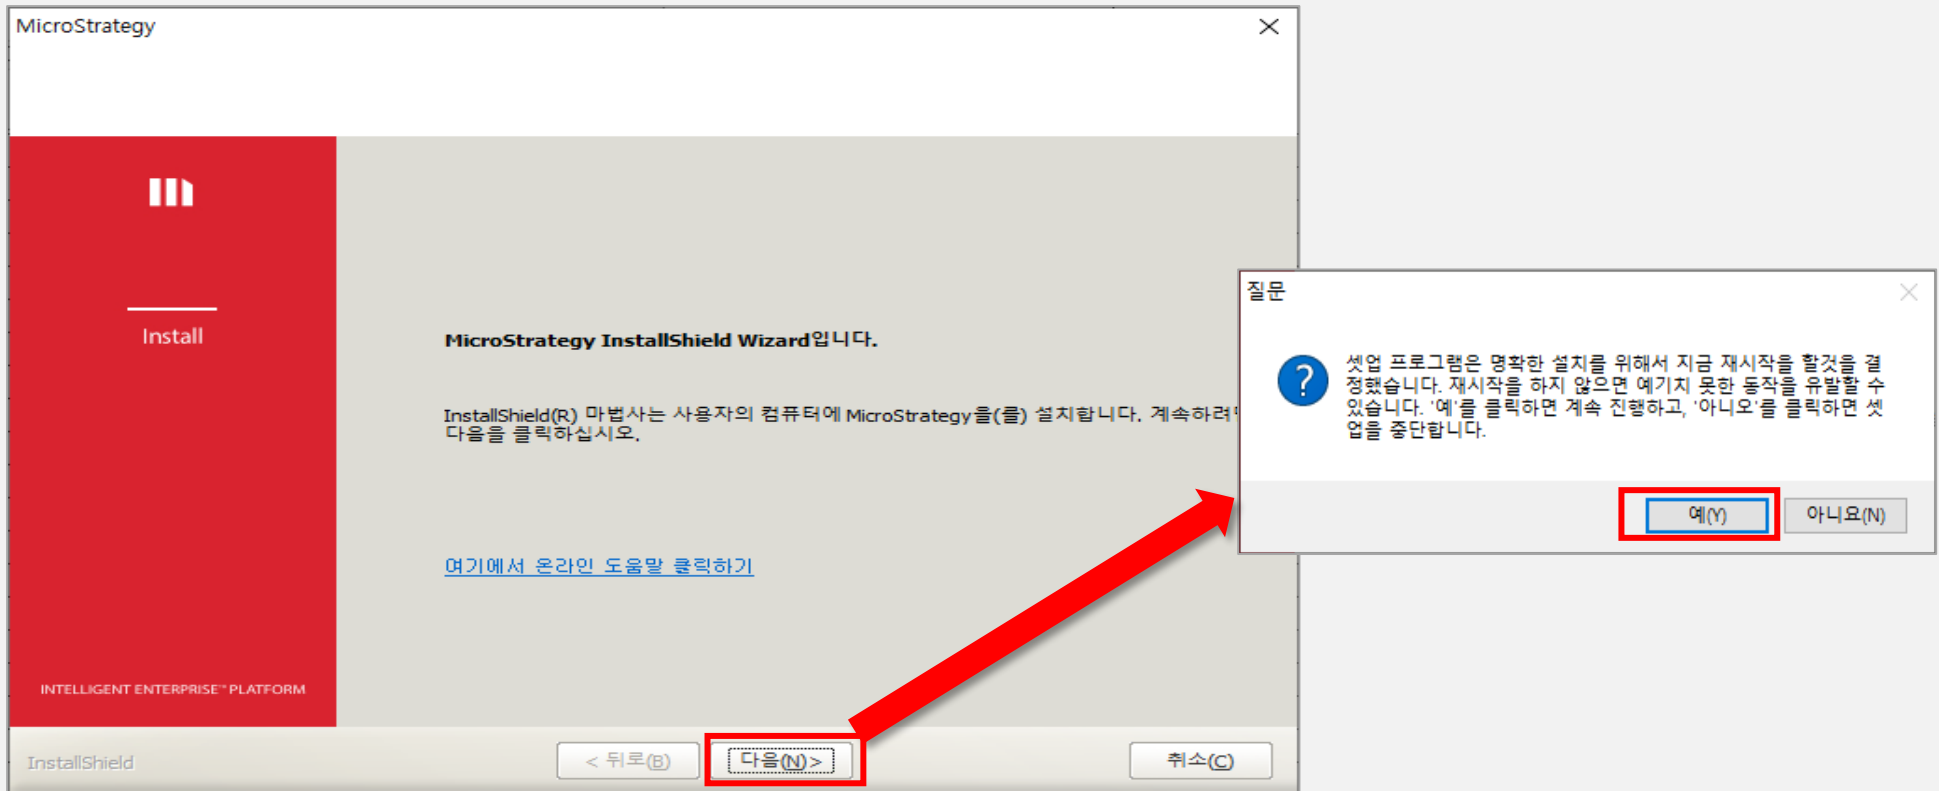 MicroStrategy
Install
INTELLIGENT ENTERPRISE™ PLATFORM
MicroStrategy InstallShield Wizard입니다.
InstallShield(R) 마법사는 사용자의 컴퓨터에 MicroStrategy을(를) 설치합니다. 계속하려
다음을 클릭하십시오.
여기에서 온라인 도움말 클릭하기
InstallShield
< 뒤로(B)
다음(N)>
취소(C)
질문
셋업 프로그램은 명확한 설치를 위해서 지금 재시작을 할것을 결
정했습니다. 재시작을 하지 않으면 예기치 못한 동작을 유발할 수
있습니다. '예'를 클릭하면 계속 진행하고, '아니오'를 클릭하면 셋
업을 중단합니다.
예(Y)
아니요(N)